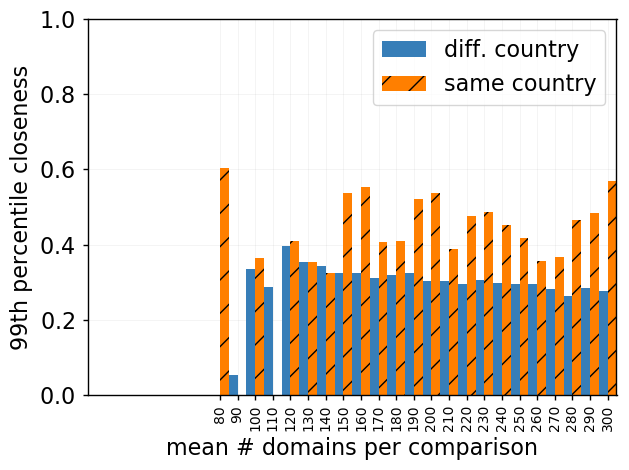 1.0
0.8
0.6
0.4
0.2
0.0
99th percentile closeness
diff. country
same country
80 90 100 110 120 130 140 150 160 170 180 190 200 210 220 230 240 250 260 270 280 290 300
mean # domains per comparison